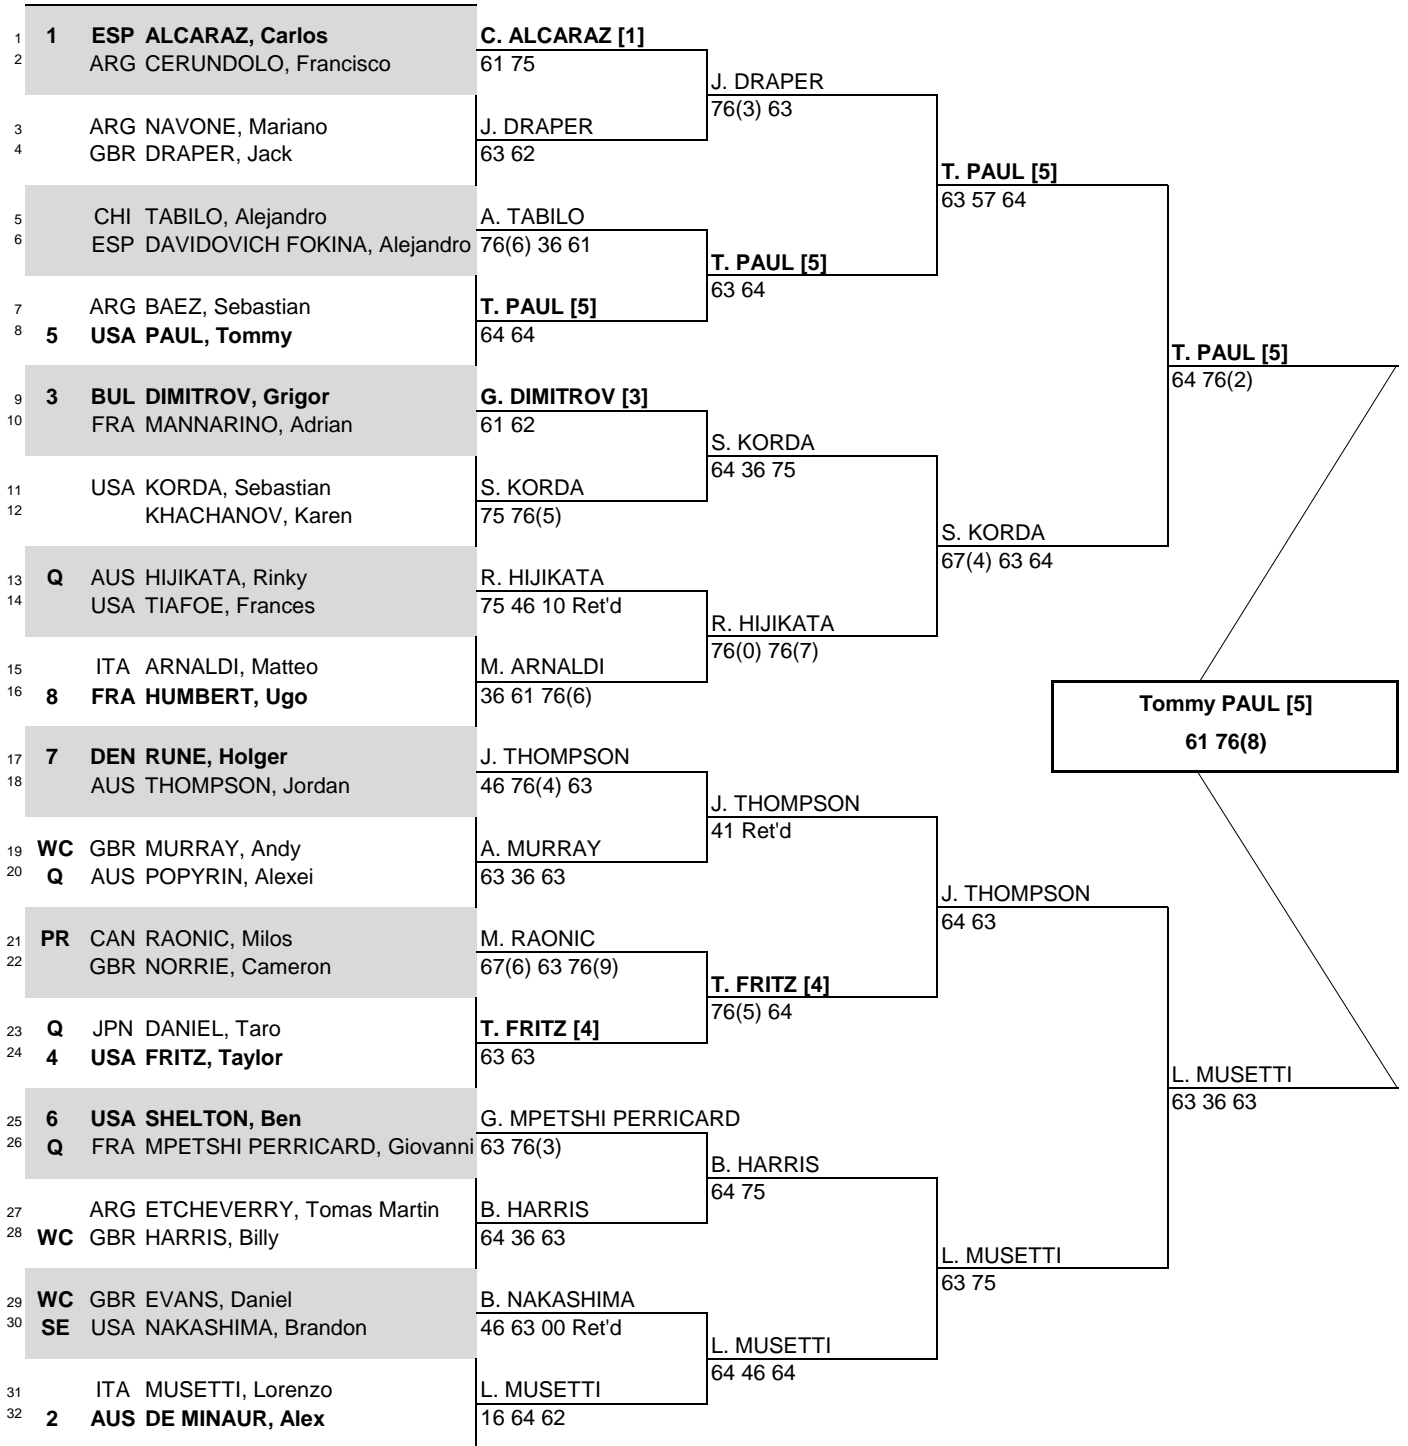 1 1 ESP ALCARAZ, Carlos
2 ARG CERUNDOLO, Francisco
3 ARG NAVONE, Mariano
4 GBR DRAPER, Jack
5 CHI TABILO, Alejandro
6 ESP DAVIDOVICH FOKINA, Alejandro
7 ARG BAEZ, Sebastian
8 5 USA PAUL, Tommy
9 3 BUL DIMITROV, Grigor
10 FRA MANNARINO, Adrian
11 USA KORDA, Sebastian
12 KHACHANOV, Karen
13 Q AUS HIJIKATA, Rinky
14 USA TIAFOE, Frances
15 ITA ARNALDI, Matteo
16 8 FRA HUMBERT, Ugo
17 7 DEN RUNE, Holger
18 AUS THOMPSON, Jordan
19 WC GBR MURRAY, Andy
20 Q AUS POPYRIN, Alexei
21 PR CAN RAONIC, Milos
22 GBR NORRIE, Cameron
23 Q JPN DANIEL, Taro
24 4 USA FRITZ, Taylor
25 6 USA SHELTON, Ben
26 Q FRA MPETSHI PERRICARD, Giovanni
27 ARG ETCHEVERRY, Tomas Martin
28 WC GBR HARRIS, Billy
29 WC GBR EVANS, Daniel
30 SE USA NAKASHIMA, Brandon
31 ITA MUSETTI, Lorenzo
32 2 AUS DE MINAUR, Alex
C. ALCARAZ [1]
61 75
J. DRAPER
63 62
A. TABILO
76(6) 36 61
T. PAUL [5]
64 64
G. DIMITROV [3]
61 62
S. KORDA
75 76(5)
R. HIJIKATA
75 46 10 Ret'd
M. ARNALDI
36 61 76(6)
J. THOMPSON
46 76(4) 63
A. MURRAY
63 36 63
M. RAONIC
67(6) 63 76(9)
T. FRITZ [4]
63 63
G. MPETSHI PERRICARD
63 76(3)
B. HARRIS
64 36 63
B. NAKASHIMA
46 63 00 Ret'd
L. MUSETTI
16 64 62
J. DRAPER
76(3) 63
T. PAUL [5]
63 64
S. KORDA
64 36 75
R. HIJIKATA
76(0) 76(7)
J. THOMPSON
41 Ret'd
T. FRITZ [4]
76(5) 64
B. HARRIS
64 75
L. MUSETTI
64 46 64
T. PAUL [5]
63 57 64
S. KORDA
67(4) 63 64
J. THOMPSON
64 63
L. MUSETTI
63 75
T. PAUL [5]
64 76(2)
L. MUSETTI
63 36 63
Tommy PAUL [5]
61 76(8)